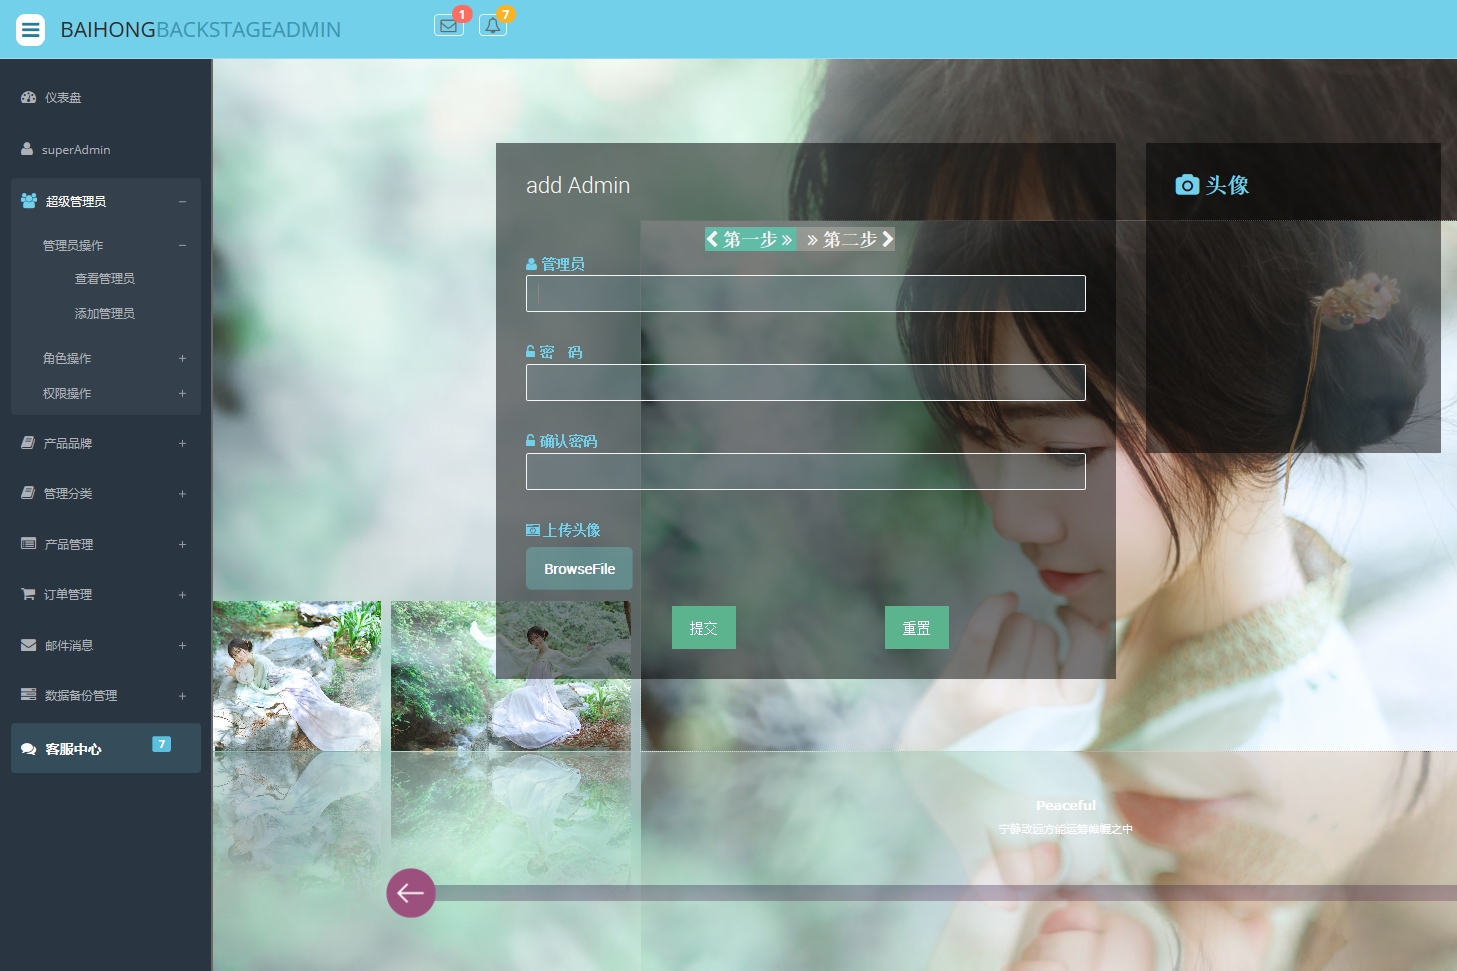 BAIHONGBACKSTAGEADMIN
1
7
仪表盘
superAdmin
超级管理员
管理员操作
查看管理员
添加管理员
角色操作
权限操作
产品品牌
管理分类
产品管理
订单管理
邮件消息
数据备份管理
客服中心 7
add Admin
第一步 » » 第二步
管理员
密 码
确认密码
上传头像
BrowseFile
提交 重置
头像
Peaceful
宁静致远方能运筹帷幄之中